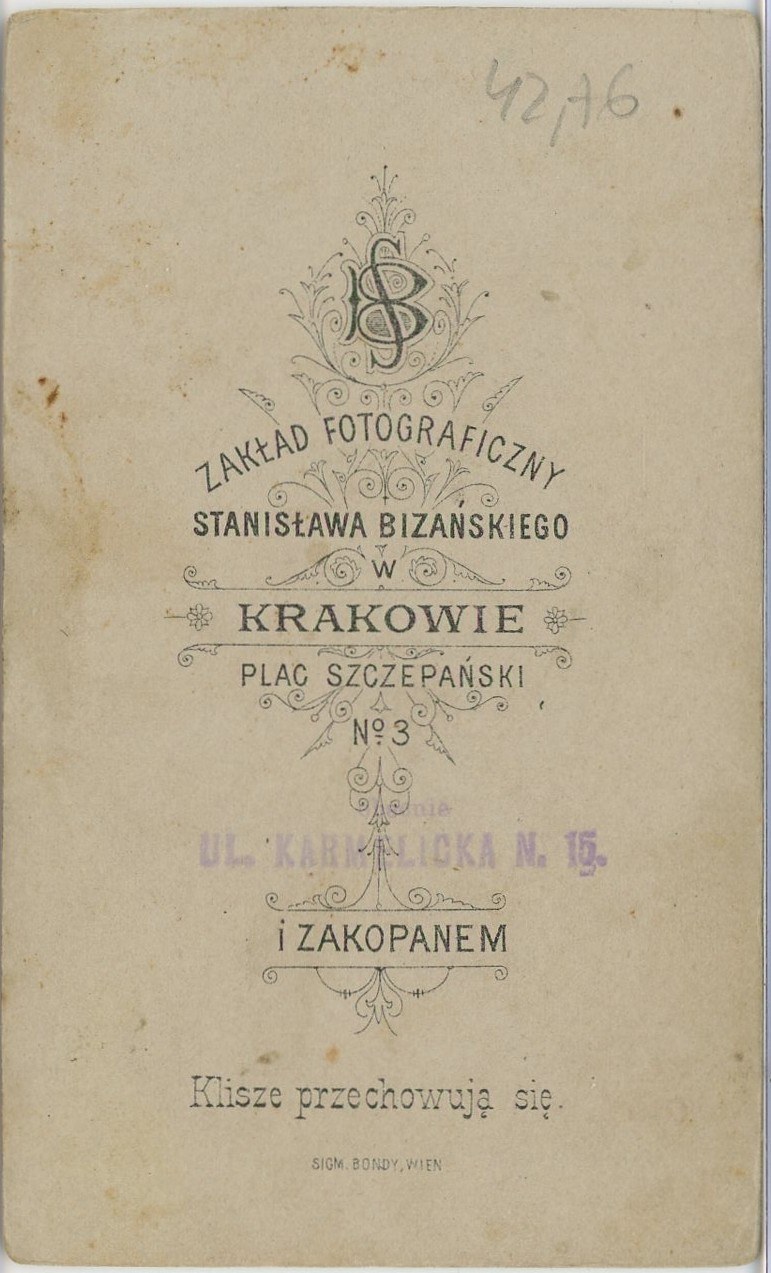 42,76
SB
ZAKŁAD FOTOGRAFICZNY
STANISŁAWA BIZAŃSKIEGO
W
KRAKOWIE
PLAC SZCZEPAŃSKI
Nº 3
UL. KARMELICKA N. 15.
i ZAKOPANEM
Klisze przechowują się.
SIGM. BONDY, WIEN